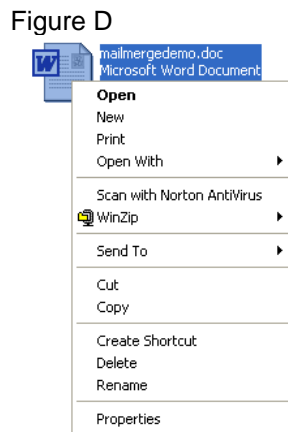 Figure D
mailmergedemo.doc
Microsoft Word Document
Open
New
Print
Open With
Scan with Norton AntiVirus
WinZip
Send To
Cut
Copy
Create Shortcut
Delete
Rename
Properties